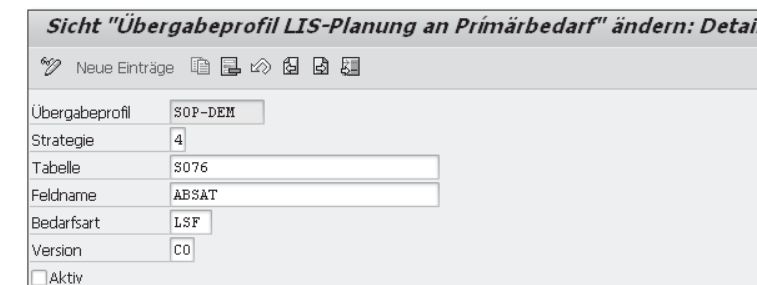 Sicht "Übergabeprofil LIS-Planung an Prímärbedarf" ändern: Detai
Neue Einträge
Übergabeprofil SOP-DEM
Strategie 4
Tabelle S076
Feldname ABSAT
Bedarfsart LSF
Version C0
Aktiv